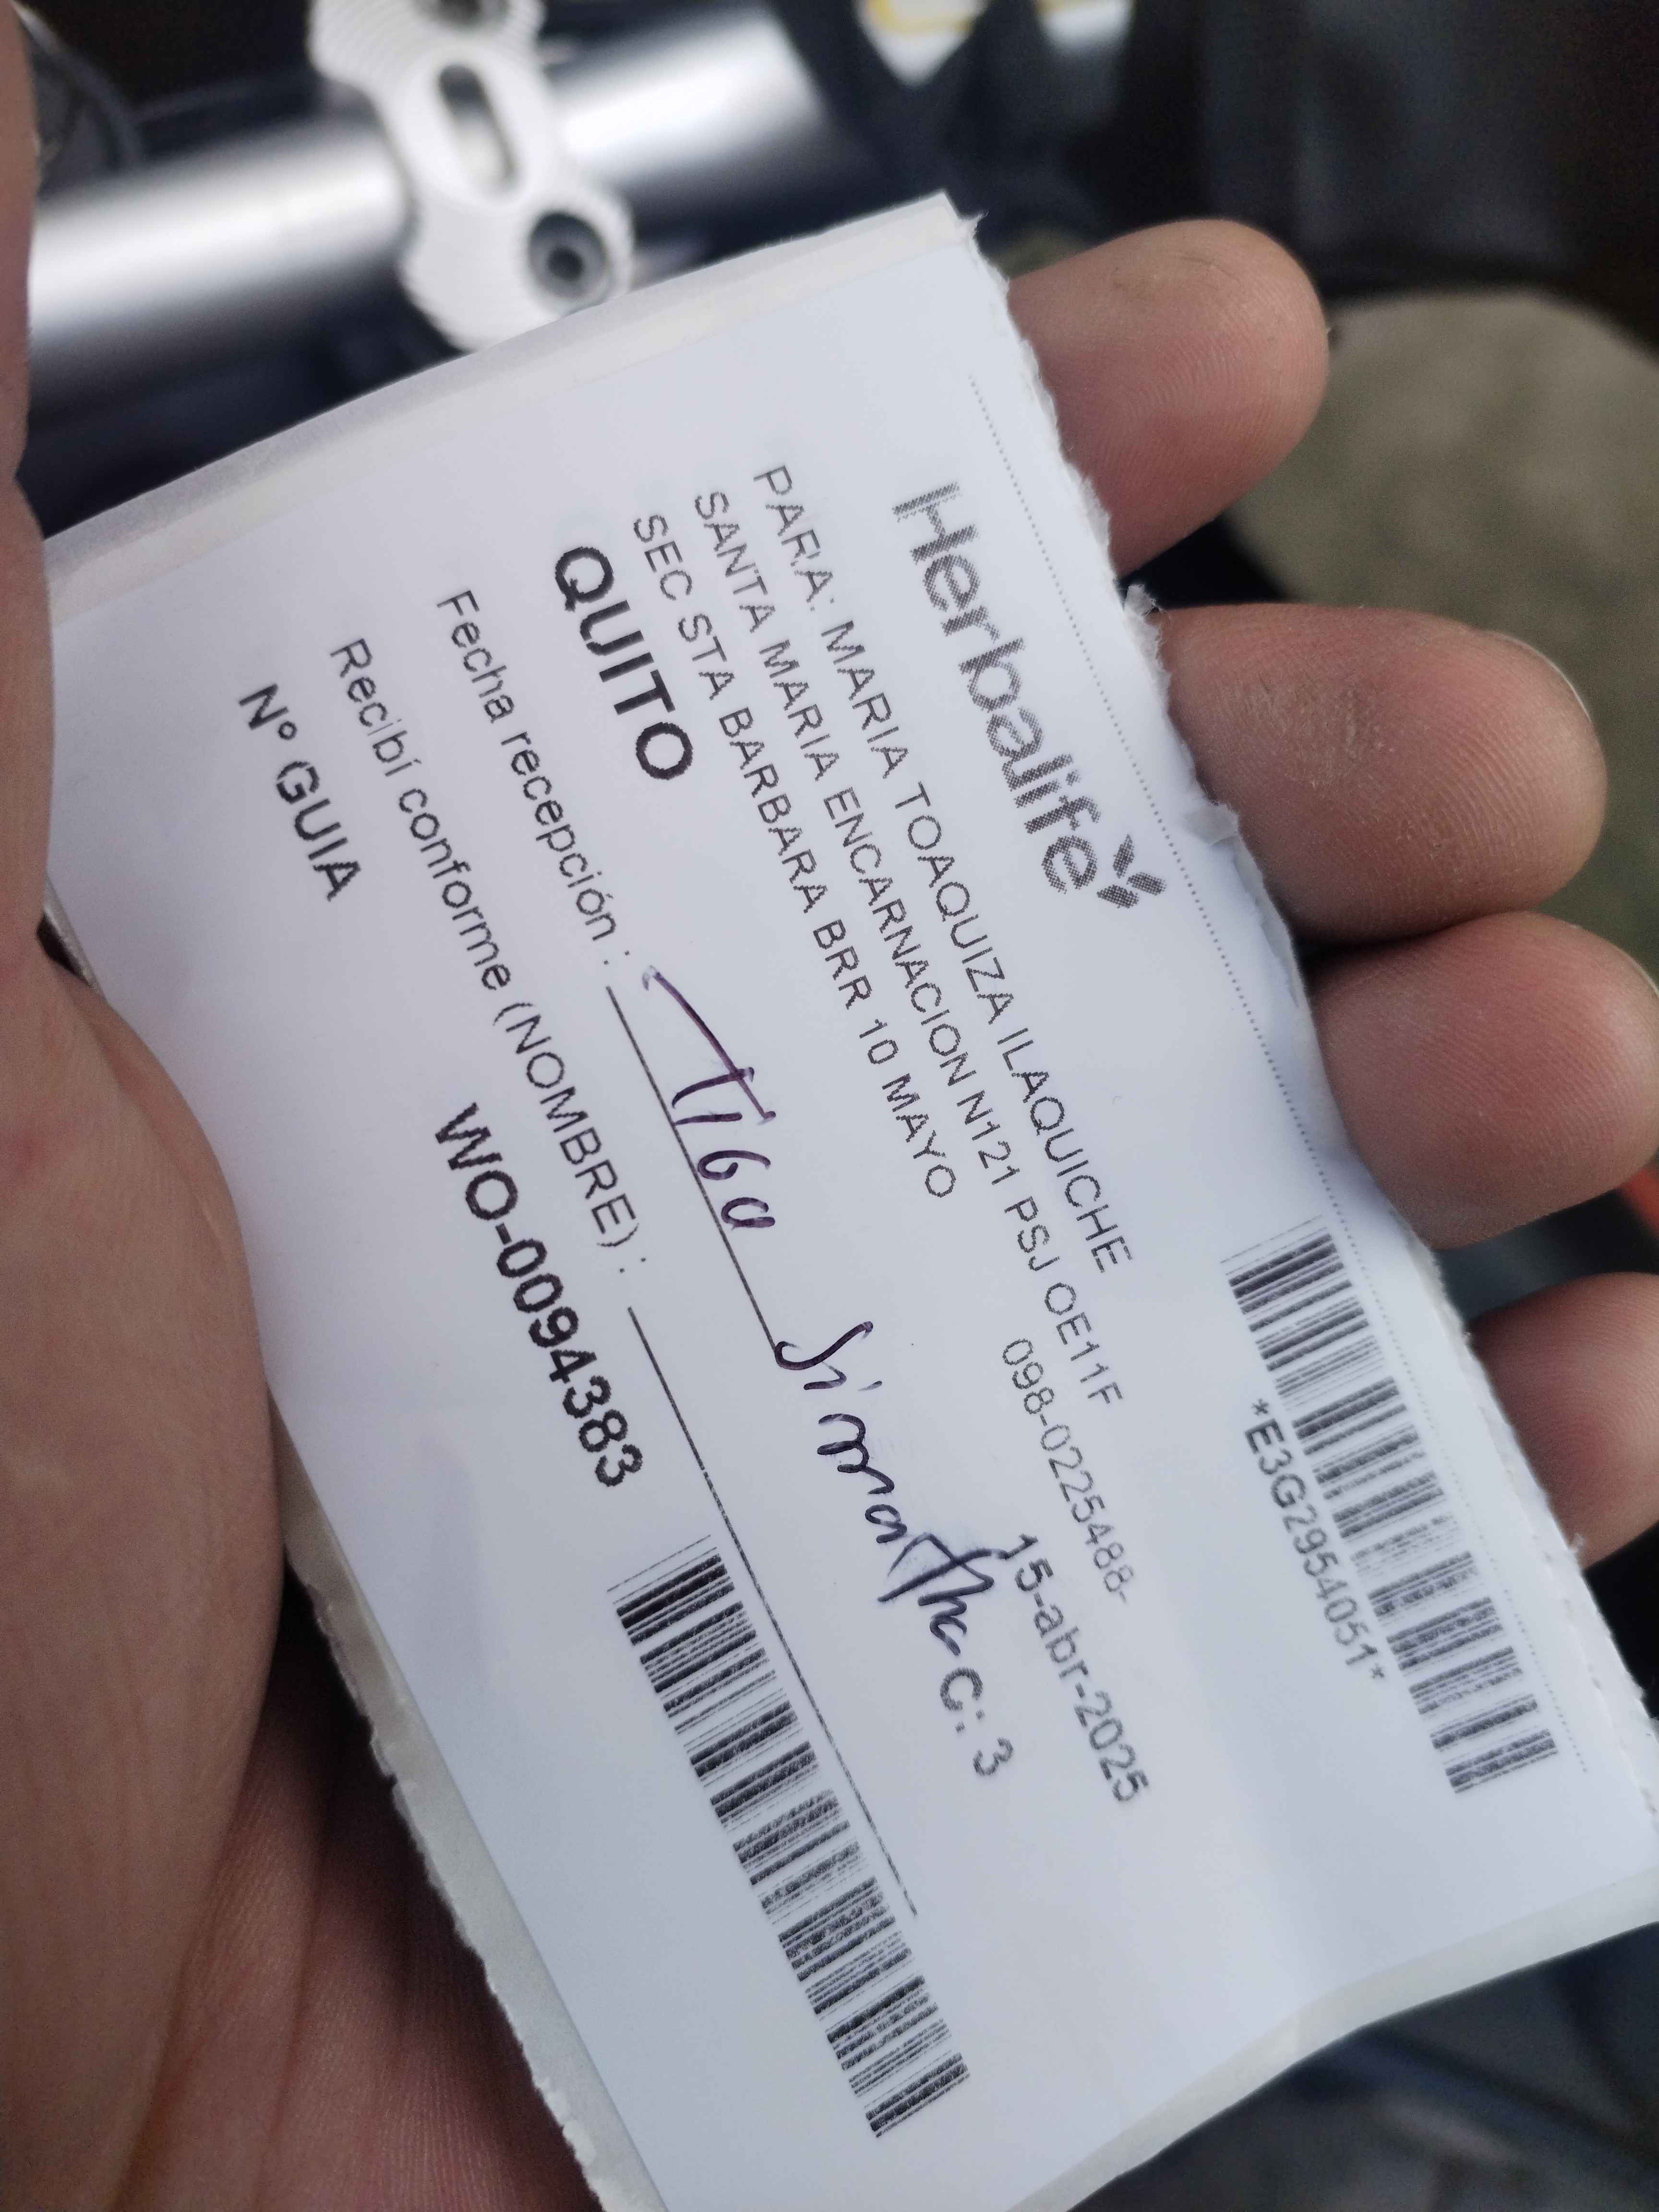 Herbalife
*E3G2954051*
PARA: MARIA TOAQUIZA ILAQUICHE
SANTA MARIA ENCARNACION N121 PSJ OE11F
098-0225488-
SEC STA BARBARA BRR 10 MAYO
15-abr-2025
QUITO
C: 3
Fecha recepción :
Recibí conforme (NOMBRE) :
Nº GUIA
WO-0094383